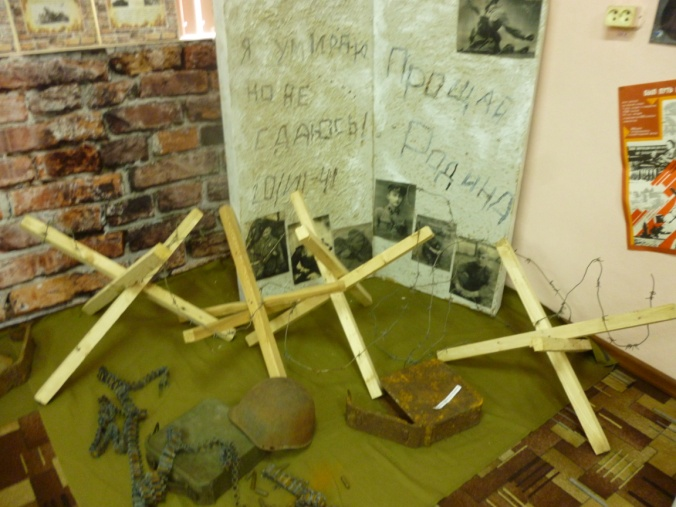 Я УМИРАЮ
НО НЕ
СДАЮСЬ!
20/VII-41
Прощай
Родина